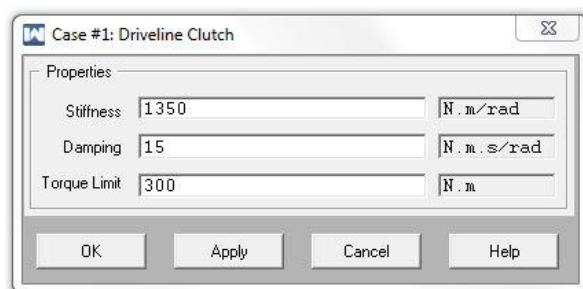 Case #1: Driveline Clutch
Properties
Stiffness 1350 N.m/rad
Damping 15 N.m.s/rad
Torque Limit 300 N.m
OK Apply Cancel Help